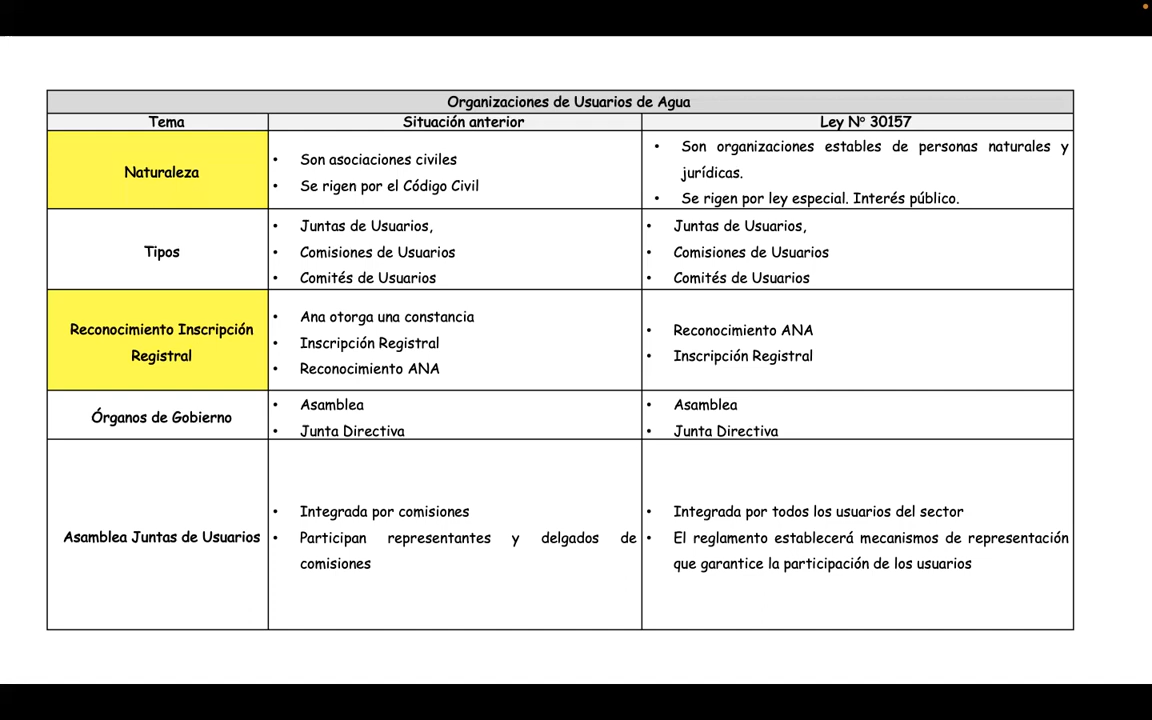 Organizaciones de Usuarios de Agua
Tema
Situación anterior
Ley Nº 30157
Naturaleza
• Son asociaciones civiles
• Se rigen por el Código Civil
• Son organizaciones estables de personas naturales y
jurídicas.
• Se rigen por ley especial. Interés público.
Tipos
• Juntas de Usuarios,
• Comisiones de Usuarios
• Comités de Usuarios
• Juntas de Usuarios,
• Comisiones de Usuarios
• Comités de Usuarios
Reconocimiento Inscripción
Registral
• Ana otorga una constancia
• Inscripción Registral
• Reconocimiento ANA
• Reconocimiento ANA
• Inscripción Registral
Órganos de Gobierno
• Asamblea
• Junta Directiva
• Asamblea
• Junta Directiva
Asamblea Juntas de Usuarios
• Integrada por comisiones
• Participan representantes y delgados de
comisiones
• Integrada por todos los usuarios del sector
• El reglamento establecerá mecanismos de representación
que garantice la participación de los usuarios